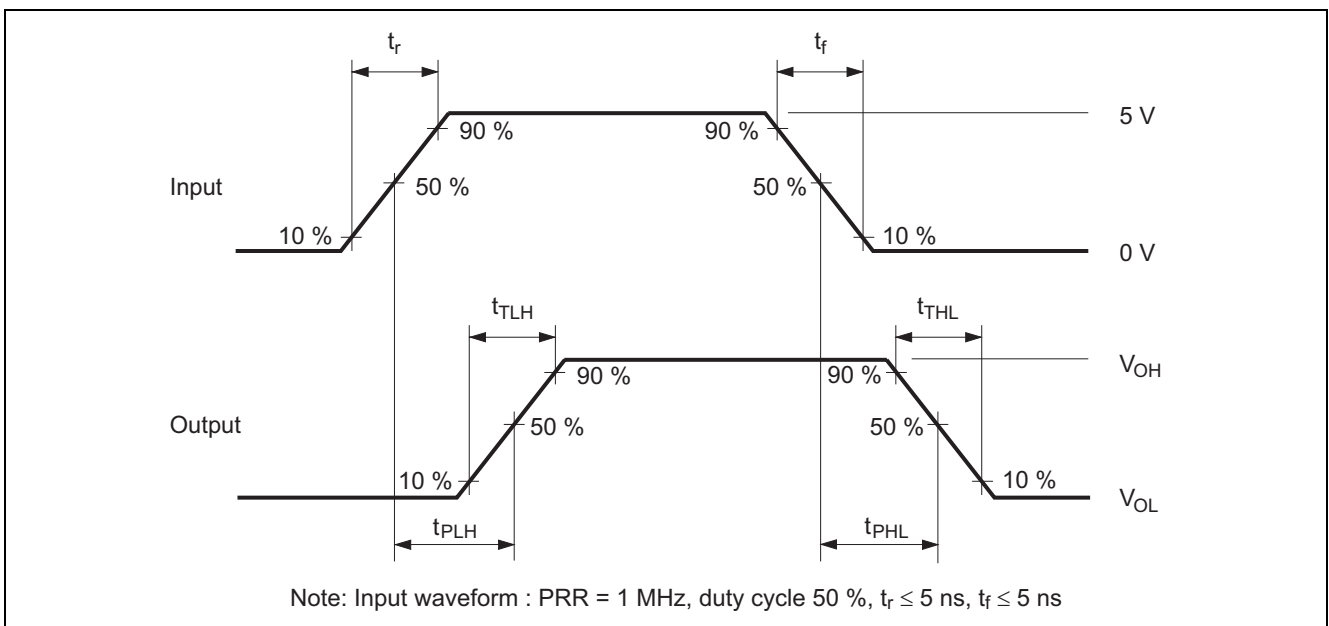 tr
tf
5 V
90 %
90 %
Input
50 %
50 %
10 %
10 %
0 V
tTLH
tTHL
VOH
90 %
90 %
Output
50 %
50 %
10 %
10 %
VOL
tPLH
tPHL
Note: Input waveform : PRR = 1 MHz, duty cycle 50 %, tr ≤ 5 ns, tf ≤ 5 ns